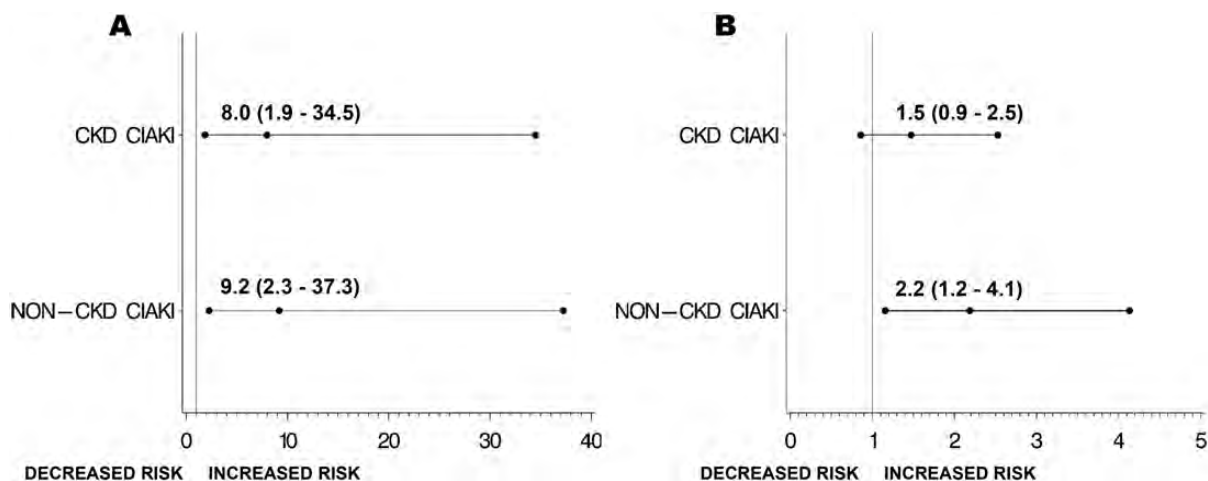 A
CKD CIAKI
8.0 (1.9 - 34.5)
NON-CKD CIAKI
9.2 (2.3 - 37.3)
0 10 20 30 40
DECREASED RISK INCREASED RISK
B
CKD CIAKI
1.5 (0.9 - 2.5)
NON-CKD CIAKI
2.2 (1.2 - 4.1)
0 1 2 3 4 5
DECREASED RISK INCREASED RISK